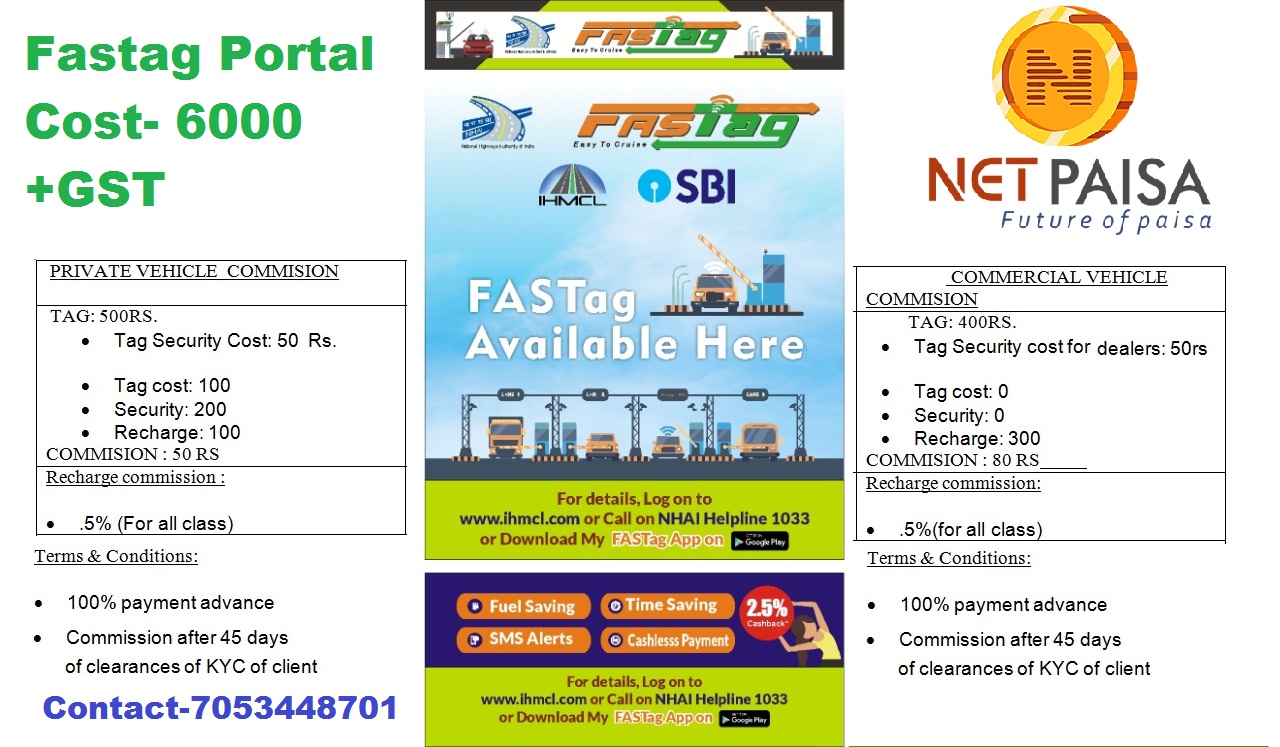 Fastag Portal
Cost- 6000
+GST
PRIVATE VEHICLE COMMISION
TAG: 500RS.
• Tag Security Cost: 50 Rs.
• Tag cost: 100
• Security: 200
• Recharge: 100
COMMISION : 50 RS
Recharge commission :
• .5% (For all class)
Terms & Conditions:
• 100% payment advance
• Commission after 45 days
of clearances of KYC of client
Contact-7053448701
FASTag
Easy To Cruise
NHAI
National Highways Authority of India
FASTag
Easy To Cruise
IHMCL
SBI
FASTag
Available Here
LANE 1
LANE 2
LANE 3
For details, Log on to
www.ihmcl.com or Call on NHAI Helpline 1033
or Download My FASTag App on Google Play
Fuel Saving
Time Saving
SMS Alerts
Cashlesss Payment
2.5%
Cashback*
For details, Log on to
www.ihmcl.com or Call on NHAI Helpline 1033
or Download My FASTag App on Google Play
N
NET PAISA
Future of paisa
COMMERCIAL VEHICLE
COMMISION
TAG: 400RS.
• Tag Security cost for dealers: 50rs
• Tag cost: 0
• Security: 0
• Recharge: 300
COMMISION : 80 RS_____
Recharge commission:
• .5%(for all class)
Terms & Conditions:
• 100% payment advance
• Commission after 45 days
of clearances of KYC of client